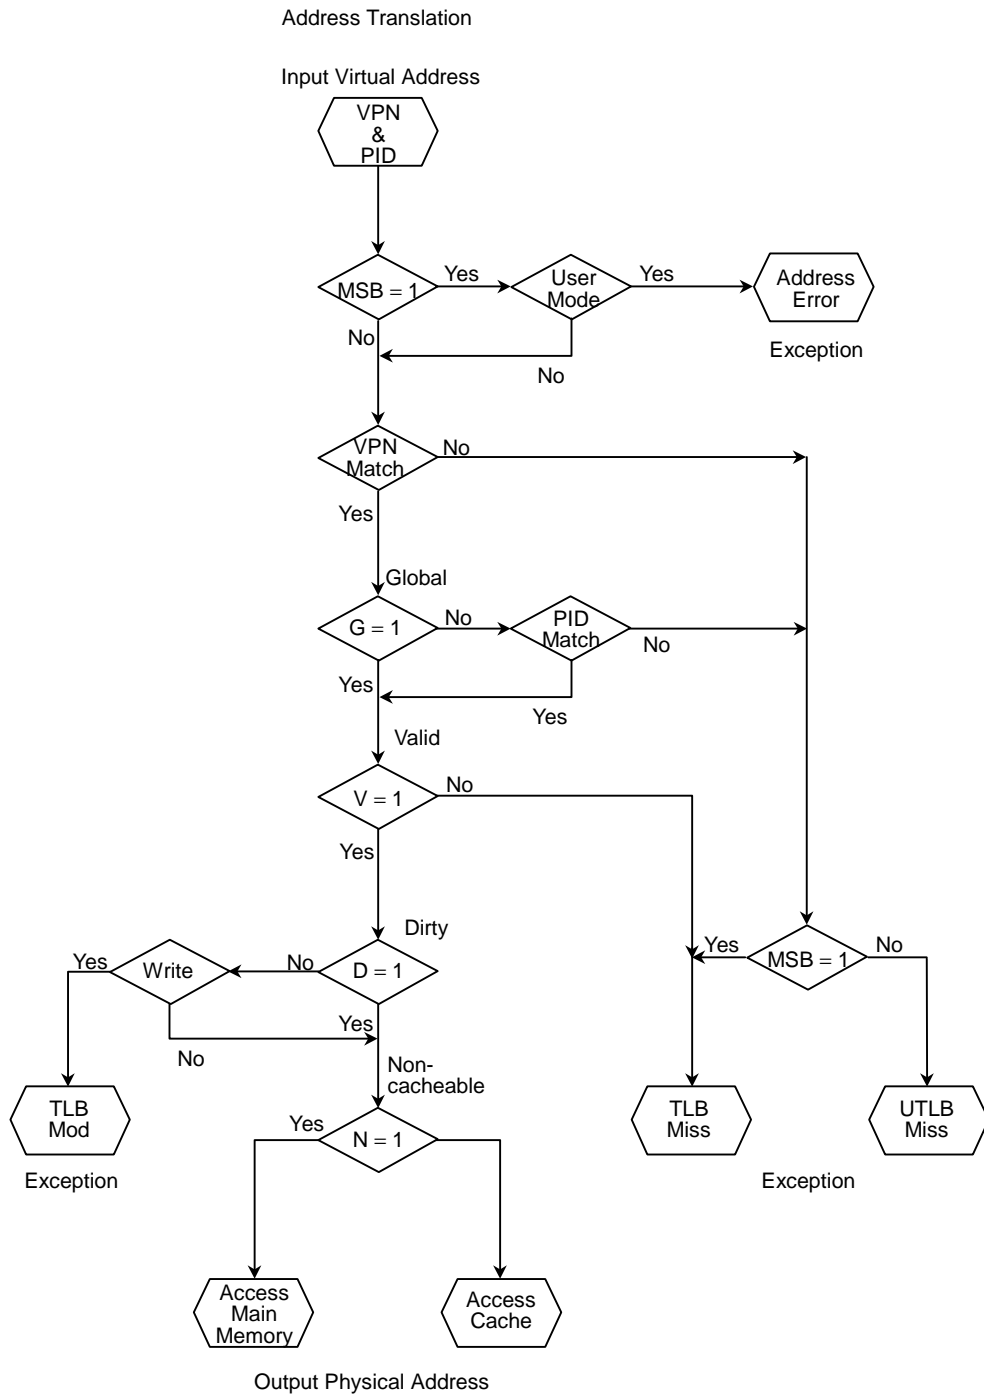 Address Translation
Input Virtual Address
VPN
&
PID
MSB = 1
Yes
User
Mode
Yes
Address
Error
Exception
No
No
VPN
Match
No
Yes
Global
G = 1
No
PID
Match
No
Yes
Yes
Valid
V = 1
No
Yes
Dirty
D = 1
No
Write
Yes
Yes
No
MSB = 1
Yes
No
Non-
cacheable
TLB
Mod
Exception
N = 1
Yes
TLB
Miss
UTLB
Miss
Exception
Access
Main
Memory
Access
Cache
Output Physical Address